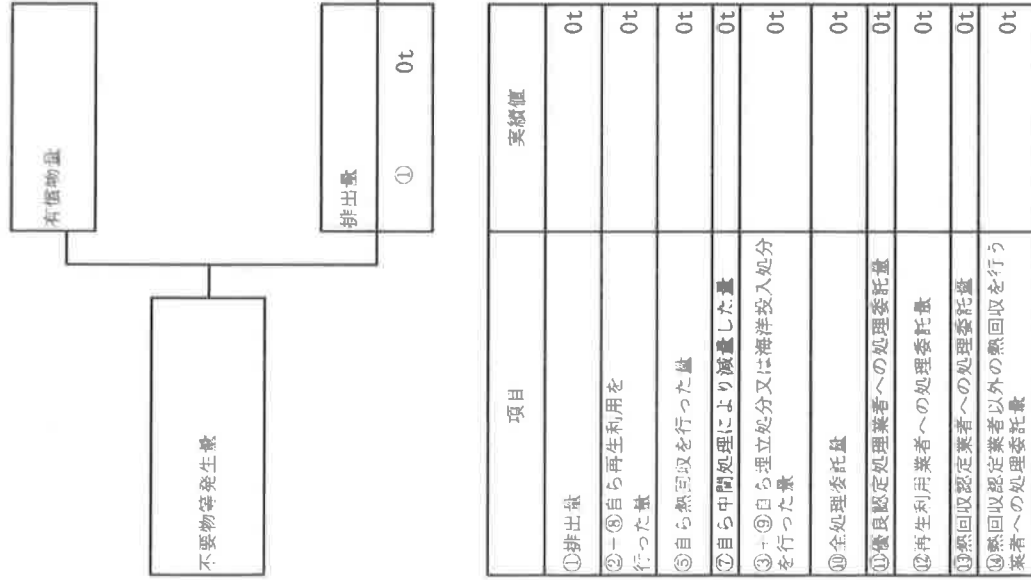 有償物量
不要物等発生量
排出量
① 0t
項目 実績値
①排出量 0t
②+⑧自ら再生利用を
行った量 0t
⑤自ら熱回収を行った量 0t
⑦自ら中間処理により減量した量 0t
③+⑨自ら埋立処分又は海洋投入処分
を行った量 0t
⑩全処理委託量 0t
⑪優良認定処理業者への処理委託量 0t
⑫再生利用業者への処理委託量 0t
⑬熱回収認定業者への処理委託量 0t
⑭熱回収認定業者以外の熱回収を行う
業者への処理委託量 0t